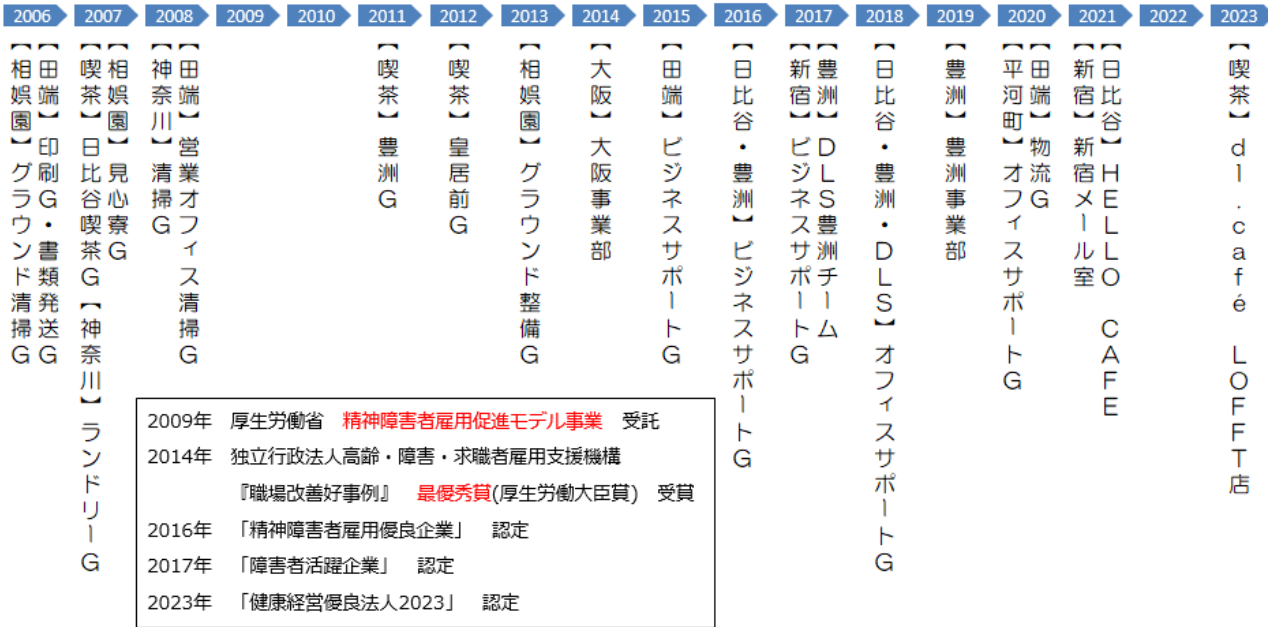 2006 2007 2008 2009 2010 2011 2012 2013 2014 2015 2016 2017 2018 2019 2020 2021 2022 2023
【田端】印刷G・書類発送G
【相娯園】グラウンド清掃G
【相娯園】見心寮G
【喫茶】日比谷喫茶G【神奈川】ランドリーG
【田端】営業オフィス清掃G
【神奈川】清掃G
【喫茶】豊洲G
【喫茶】皇居前G
【相娯園】グラウンド整備G
【大阪】大阪事業部
【田端】ビジネスサポートG
【日比谷・豊洲】ビジネスサポートG
【豊洲】DLS豊洲チーム
【新宿】ビジネスサポートG
【日比谷・豊洲・DLS】オフィスサポートG
【豊洲】豊洲事業部
【田端】物流G
【平河町】オフィスサポートG
【日比谷】HELLO CAFE
【新宿】新宿メール室
【喫茶】dl.café LOFFT店
2009年 厚生労働省 精神障害者雇用促進モデル事業 受託
2014年 独立行政法人高齢・障害・求職者雇用支援機構
『職場改善好事例』 最優秀賞(厚生労働大臣賞) 受賞
2016年 「精神障害者雇用優良企業」 認定
2017年 「障害者活躍企業」 認定
2023年 「健康経営優良法人2023」 認定